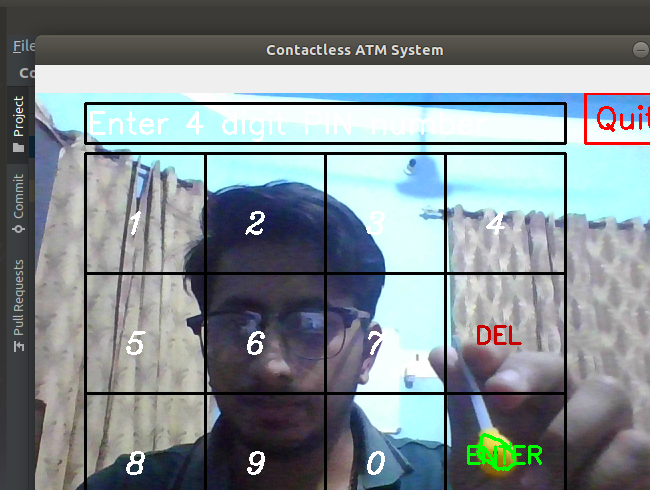 Contactless ATM System
File
Co
Project
Commit
Pull Requests
Enter 4 digit PIN number
Quit
1 2 3 4
5 6 7 DEL
8 9 0 ENTER